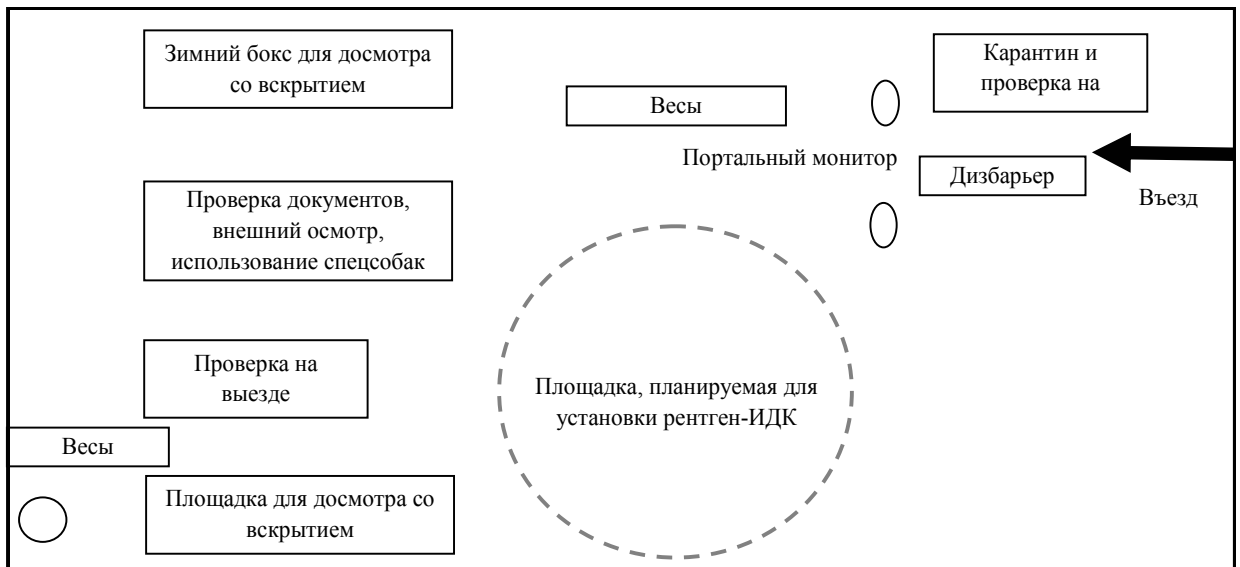 Зимний бокс для досмотра
со вскрытием
Весы
Карантин и
проверка на
Портальный монитор
Дизбарьер
Въезд
Проверка документов,
внешний осмотр,
использование спецсобак
Проверка на
выезде
Площадка, планируемая для
установки рентген-ИДК
Весы
Площадка для досмотра со
вскрытием